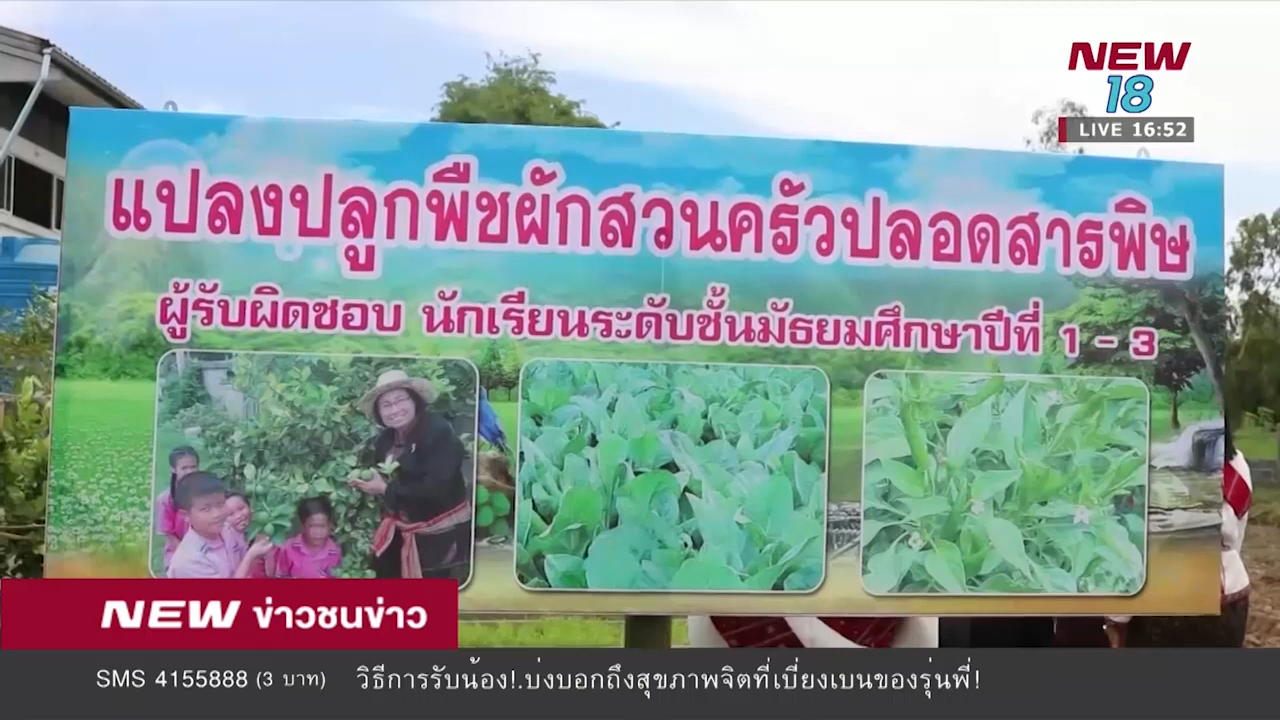 NEW
18
LIVE 16:52
แปลงปลูกพืชผักสวนครัวปลอดสารพิษ
ผู้รับผิดชอบ นักเรียนระดับชั้นมัธยมศึกษาปีที่ 1 - 3
NEW ข่าวชนข่าว
SMS 4155888 (3 บาท) วิธีการรับน้อง!.บ่งบอกถึงสุขภาพจิตที่เบี่ยงเบนของรุ่นพี่!